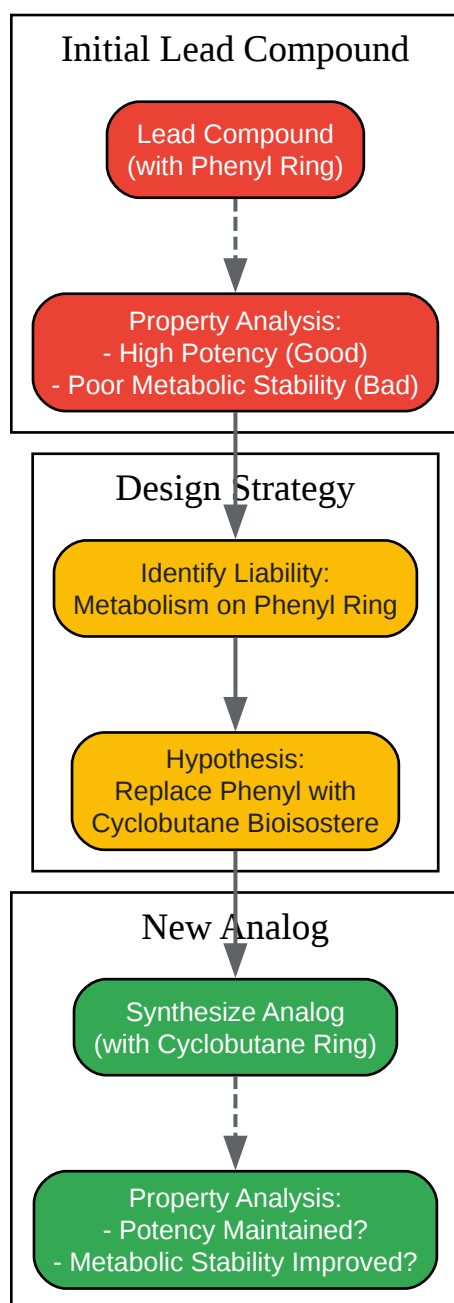 Initial Lead Compound
Lead Compound
(with Phenyl Ring)
Property Analysis:
- High Potency (Good)
- Poor Metabolic Stability (Bad)
Design Strategy
Identify Liability:
Metabolism on Phenyl Ring
Hypothesis:
Replace Phenyl with
Cyclobutane Bioisostere
New Analog
Synthesize Analog
(with Cyclobutane Ring)
Property Analysis:
- Potency Maintained?
- Metabolic Stability Improved?